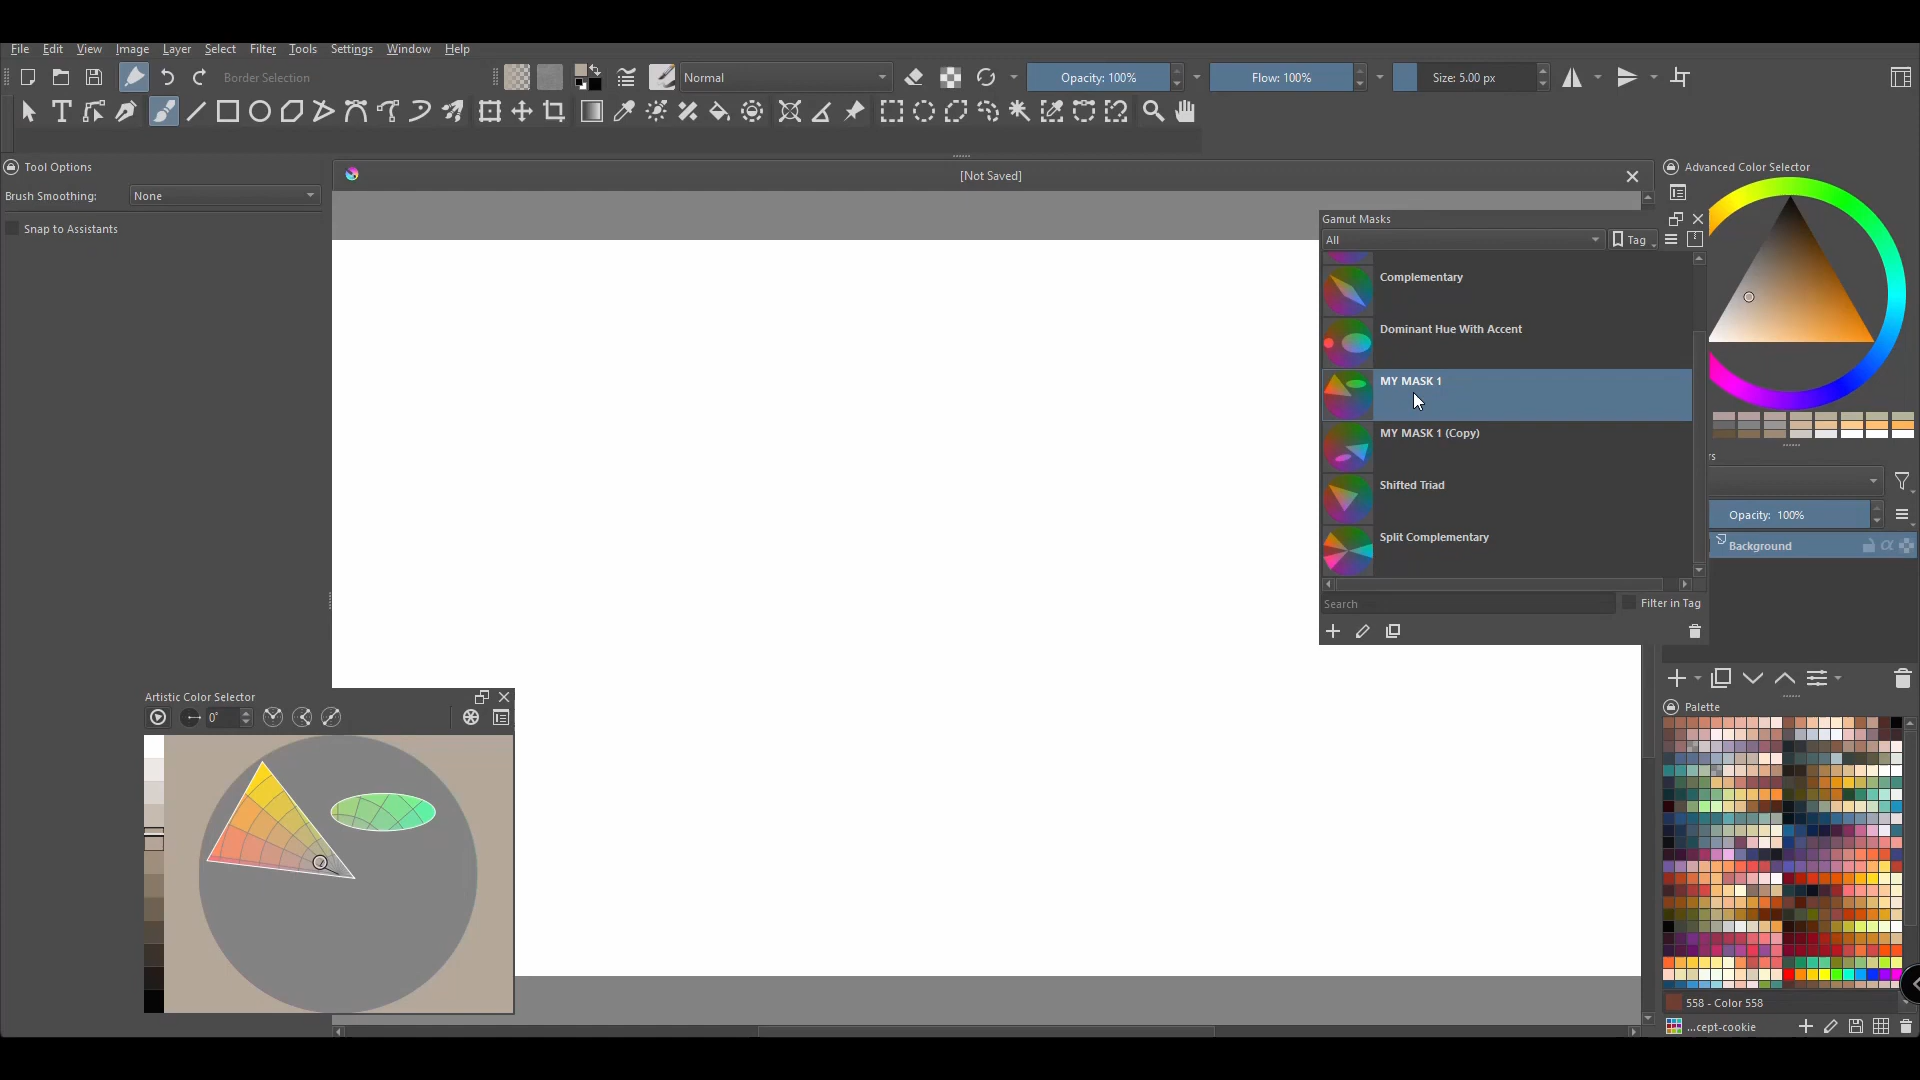 File Edit View Image Layer Select Filter Tools Settings Window Help
Border Selection Normal Opacity: 100% Flow: 100% Size: 5.00 px
Tool Options
Brush Smoothing: None
Snap to Assistants
[Not Saved]
Gamut Masks
All Tag
Complementary
Dominant Hue With Accent
MY MASK 1
MY MASK 1 (Copy)
Shifted Triad
Split Complementary
Search Filter in Tag
Advanced Color Selector
rs
Opacity: 100%
Background
Artistic Color Selector
0°
Palette
558 - Color 558
...cept-cookie